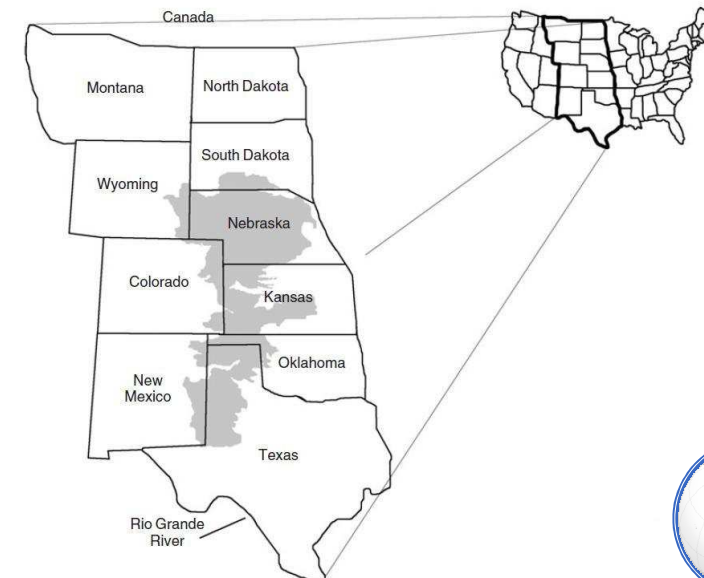 Canada
Montana
North Dakota
South Dakota
Wyoming
Nebraska
Colorado
Kansas
Oklahoma
New
Mexico
Texas
Rio Grande
River